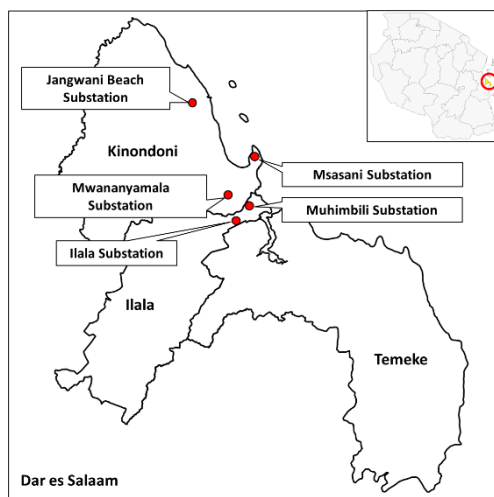 Jangwani Beach
Substation
Kinondoni
Msasani Substation
Mwananyamala
Substation
Muhimbili Substation
Ilala Substation
Ilala
Temeke
Dar es Salaam